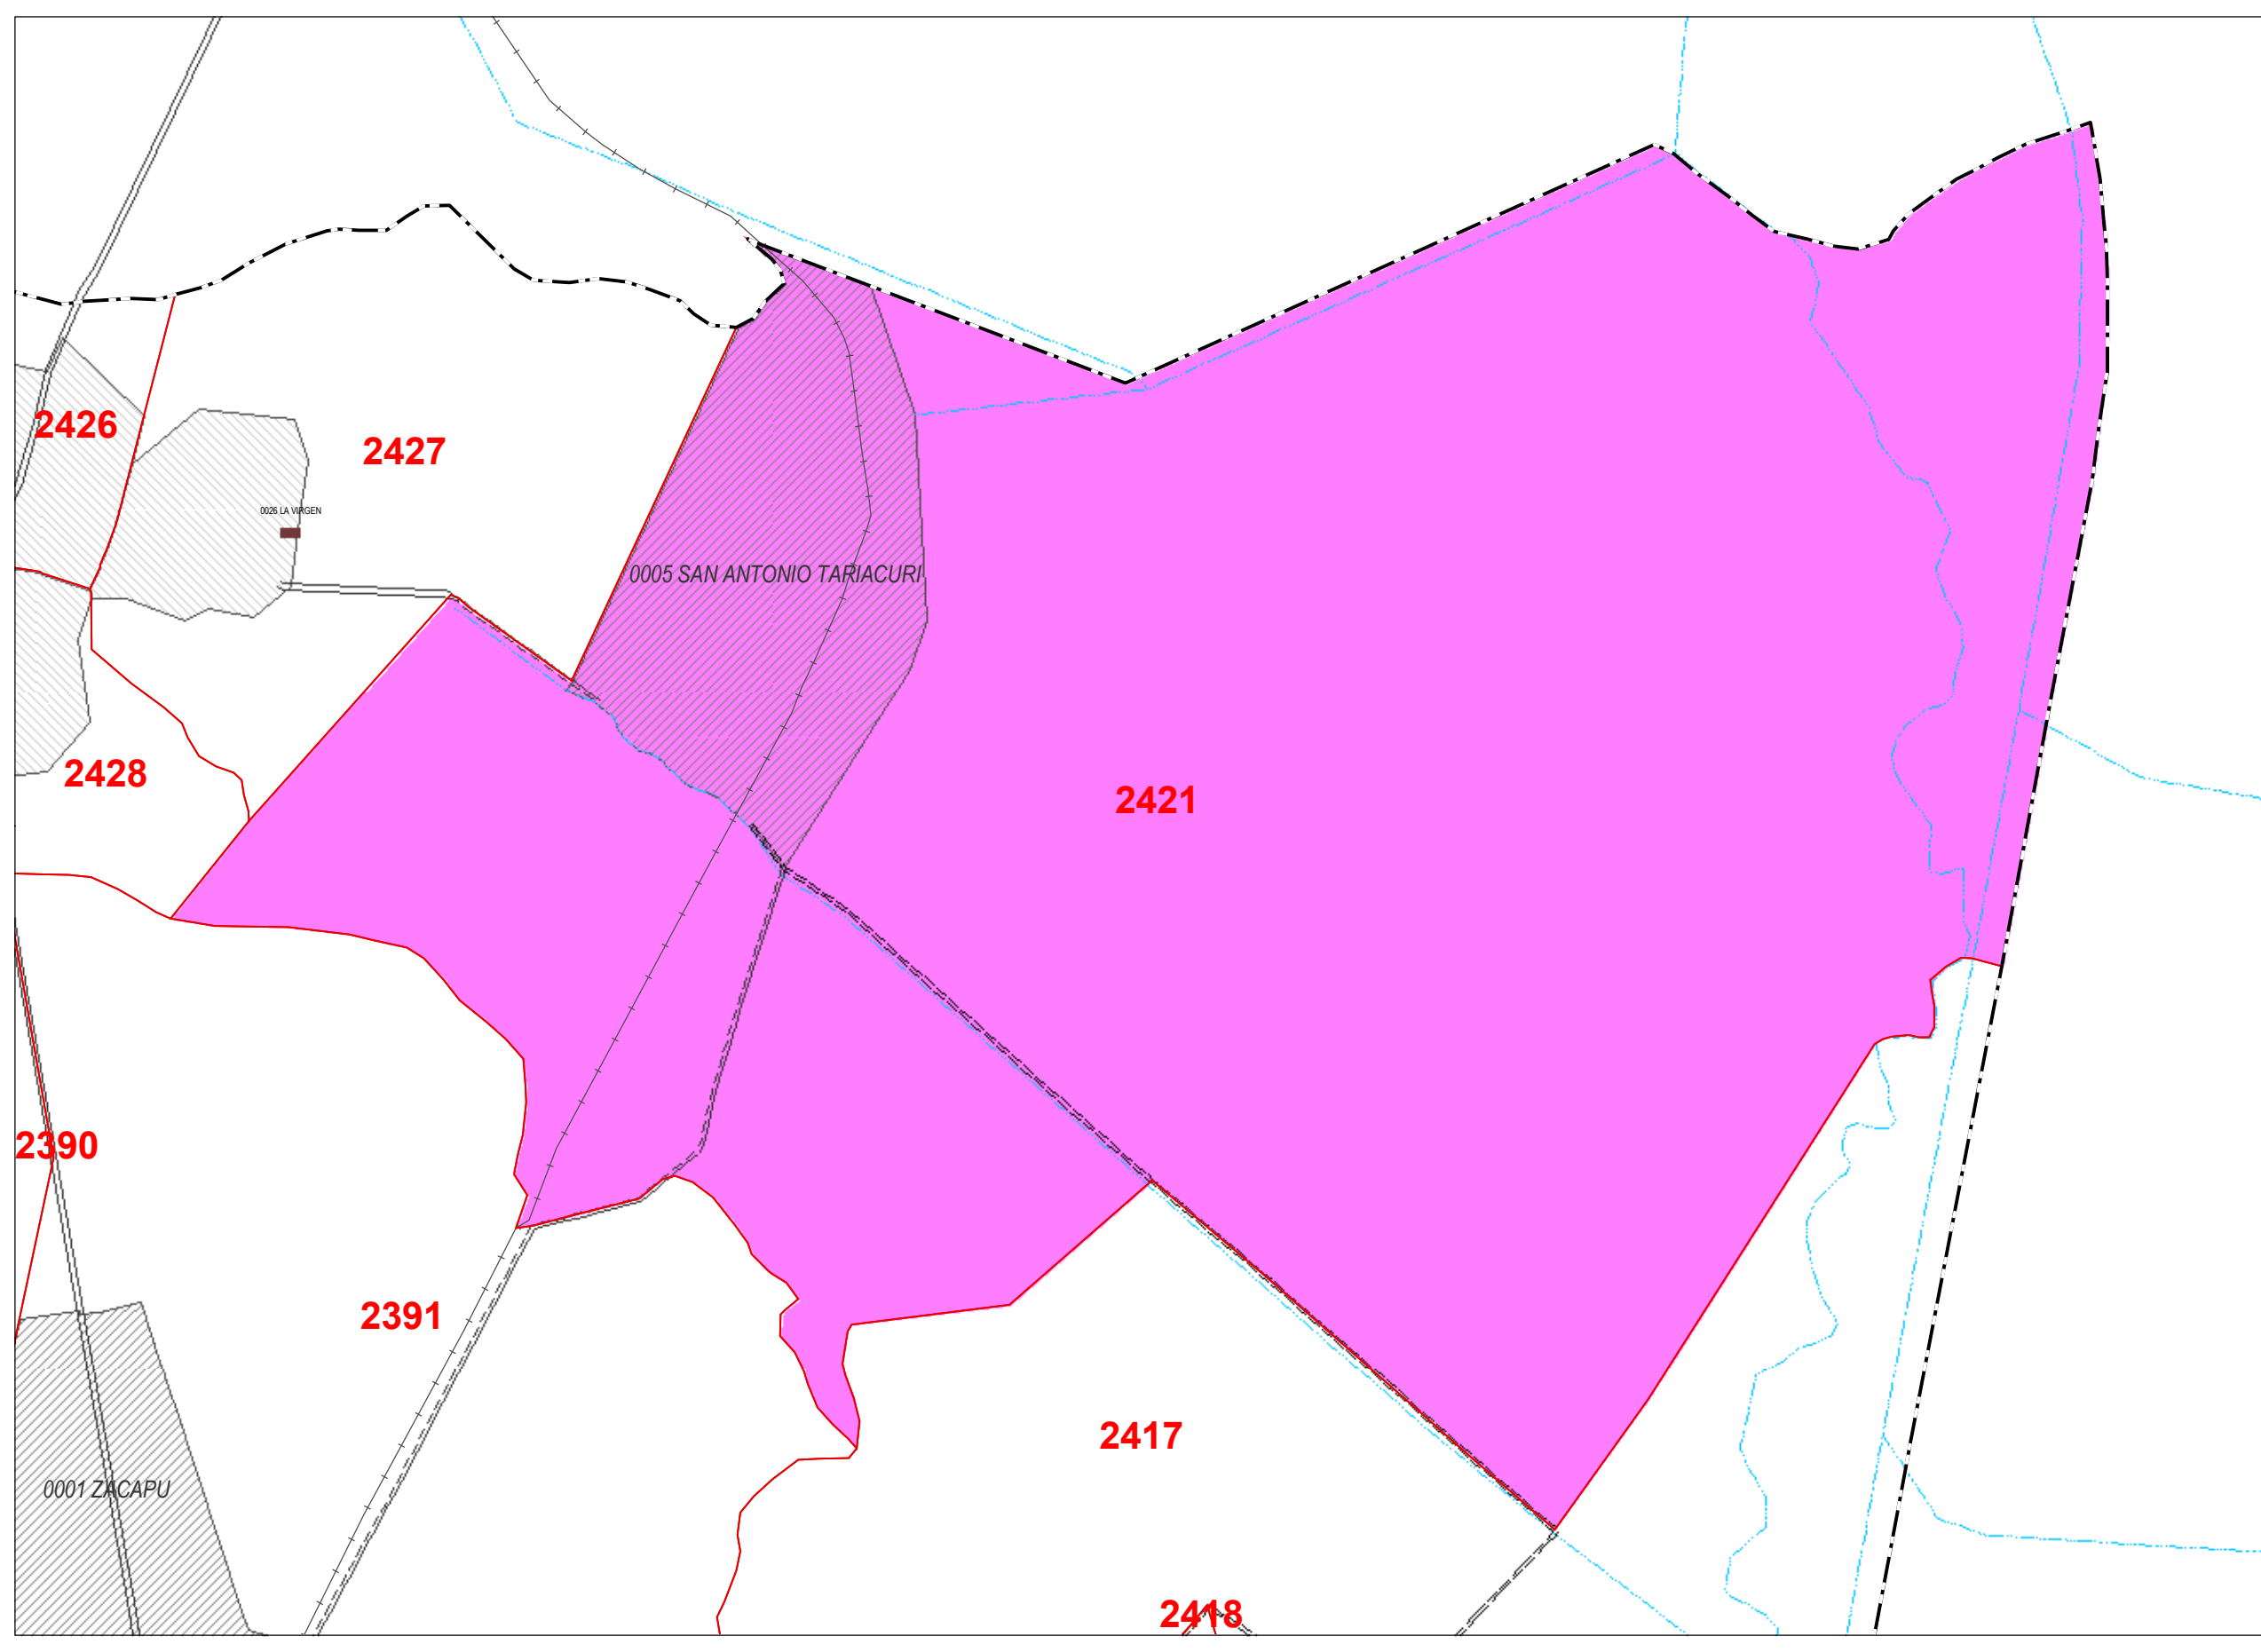 2426
2427
0026 LA VIRGEN
0005 SAN ANTONIO TARIACURI
2428
2421
2390
2391
2417
0001 ZACAPU
2418